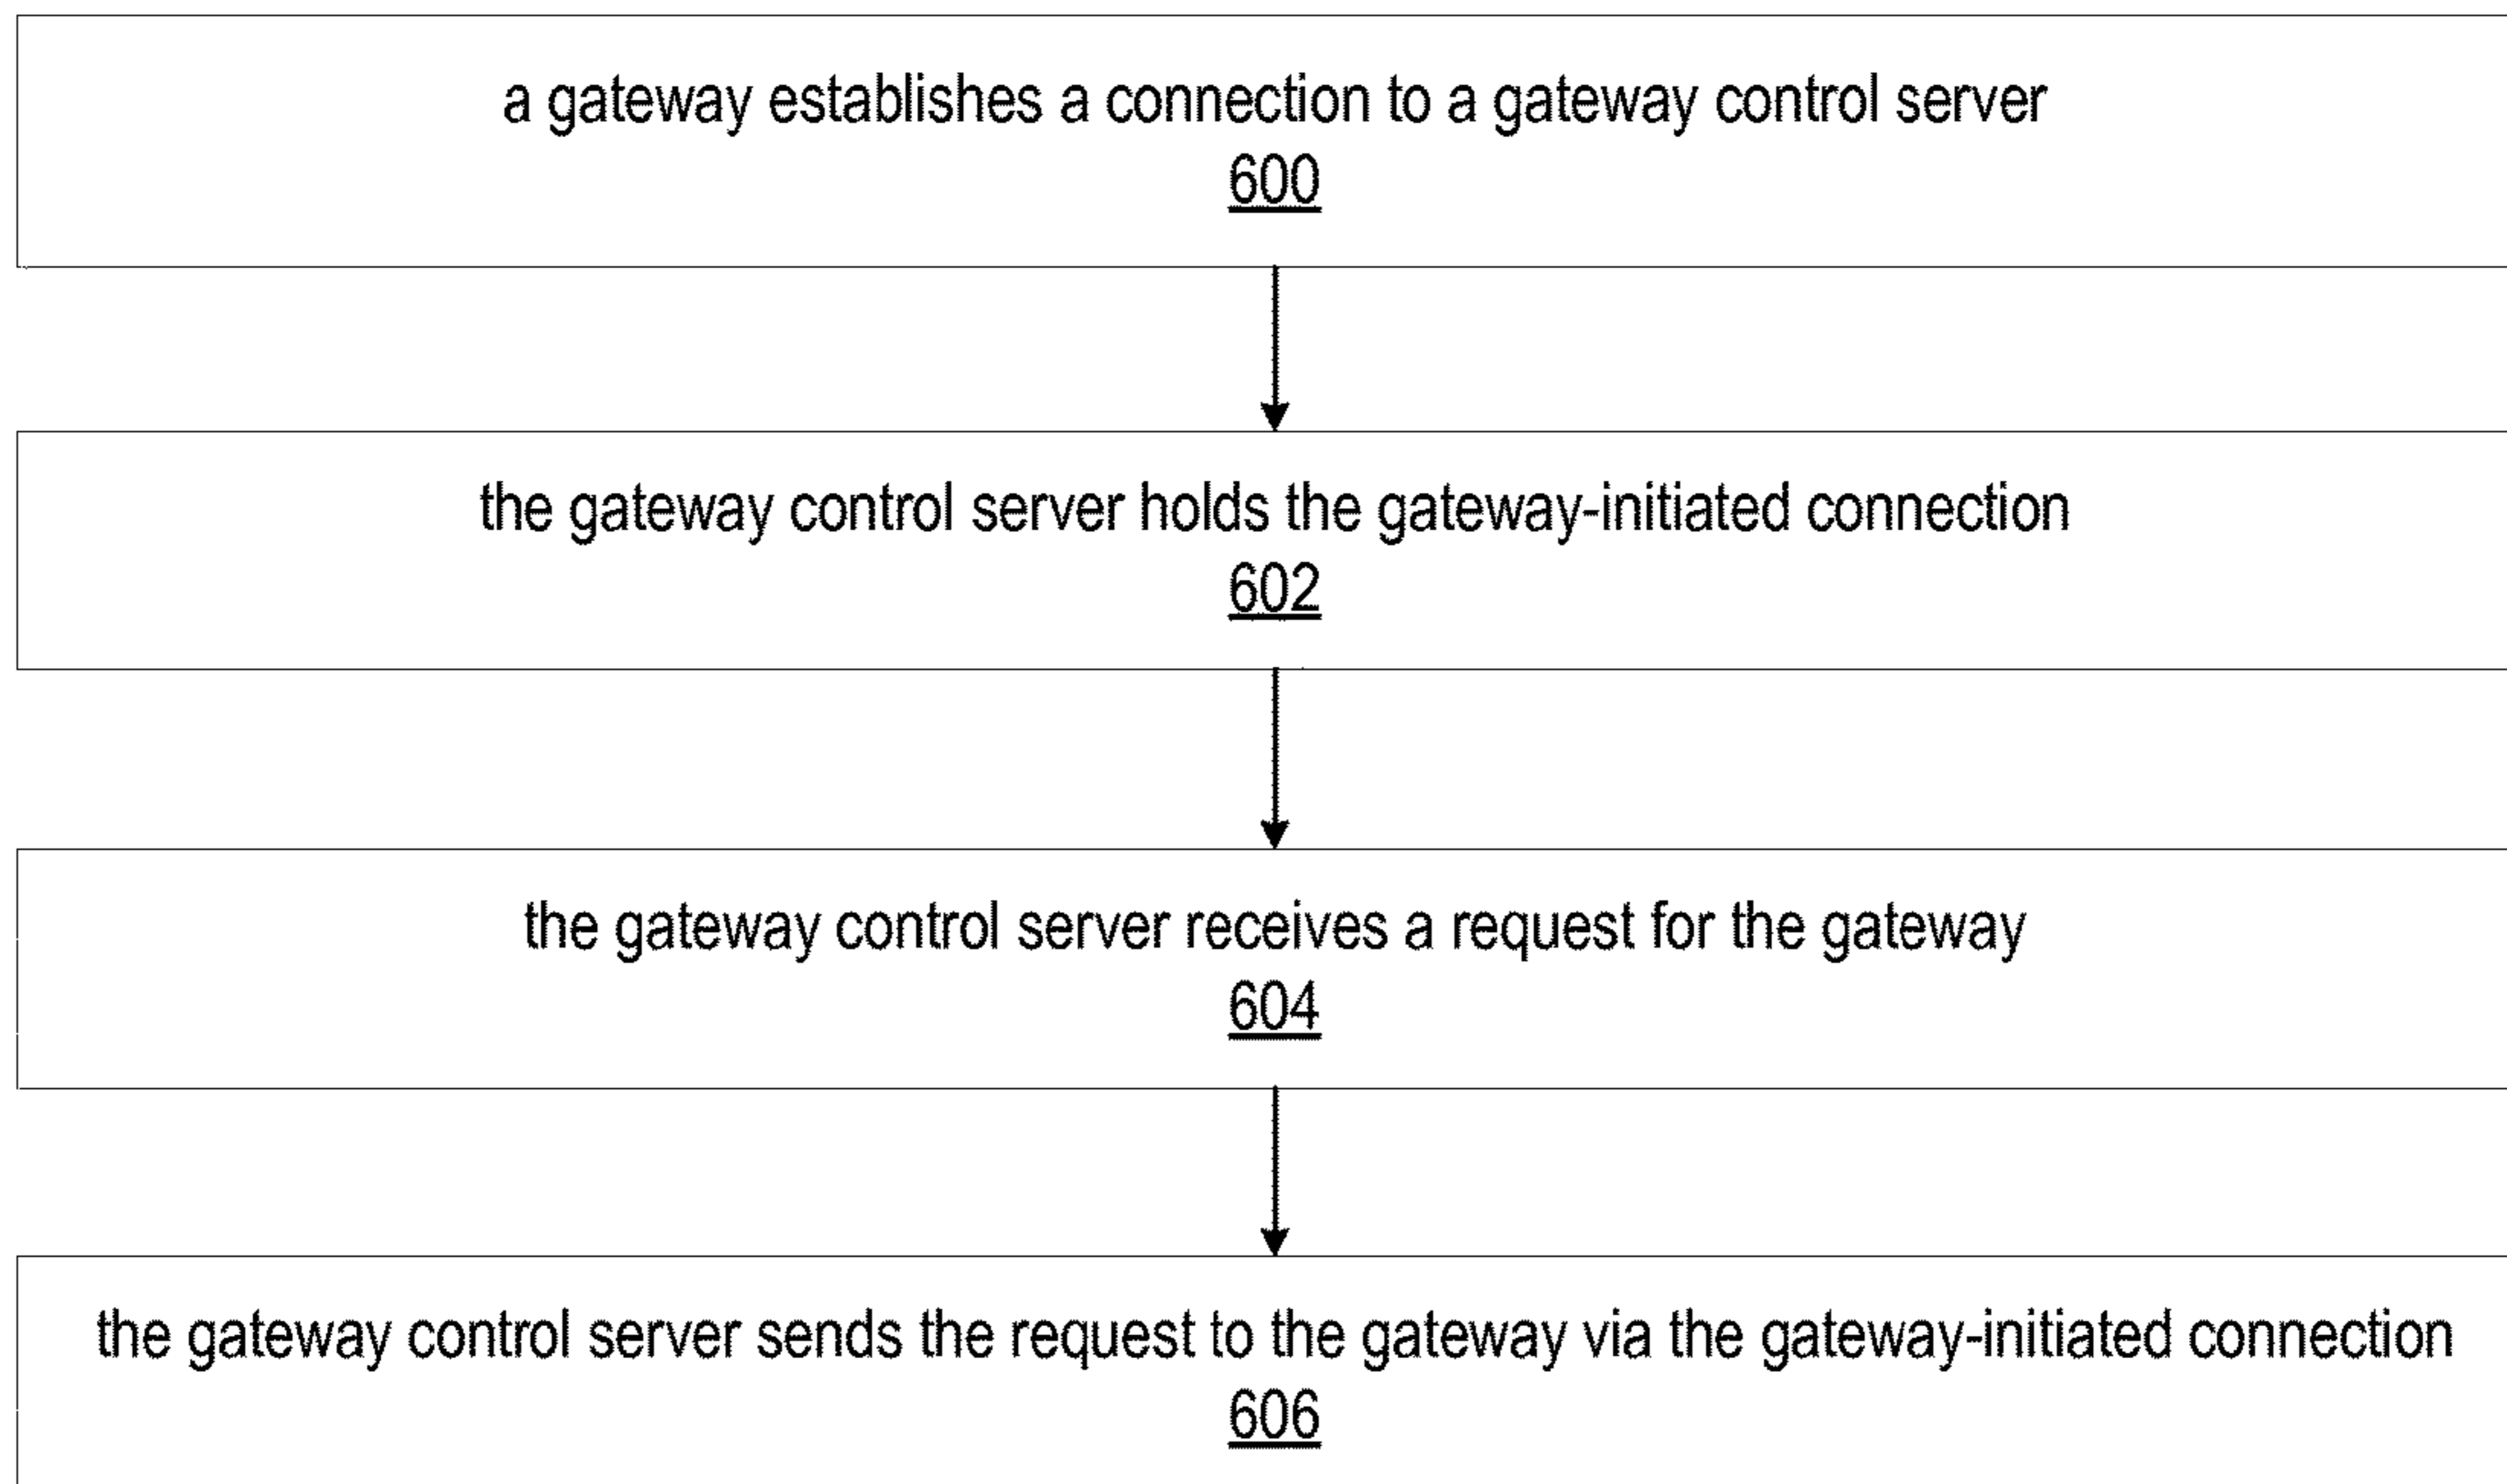 a gateway establishes a connection to a gateway control server
600
the gateway control server holds the gateway-initiated connection
602
the gateway control server receives a request for the gateway
604
the gateway control server sends the request to the gateway via the gateway-initiated connection
606